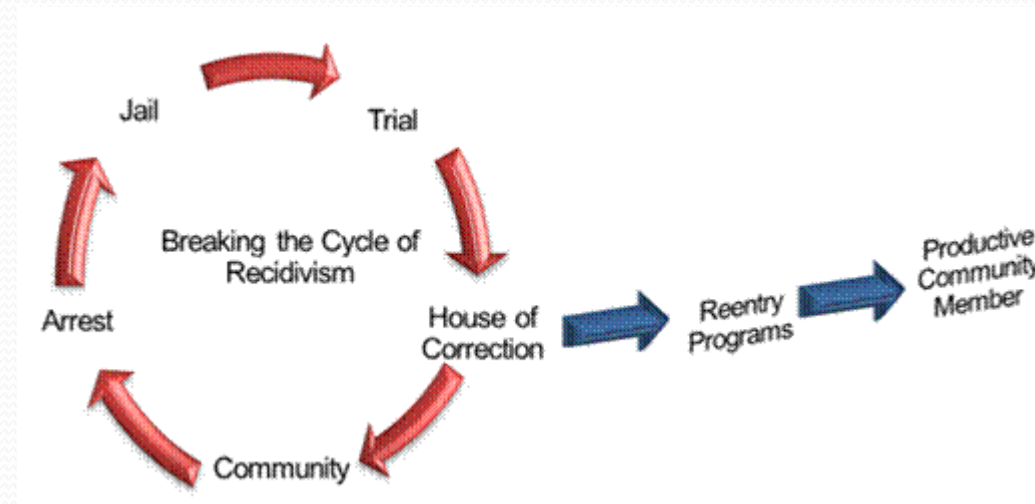 Jail
Trial
Breaking the Cycle of
Recidivism
Arrest
House of
Correction
Community
Reentry
Programs
Productive
Community
Member